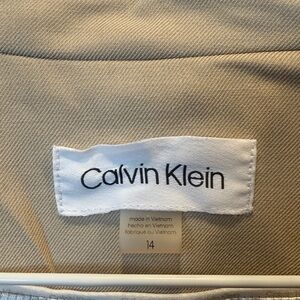 Calvin Klein
made in Vietnam
hecho en Vietnam
fabriqué au Vietnam
14